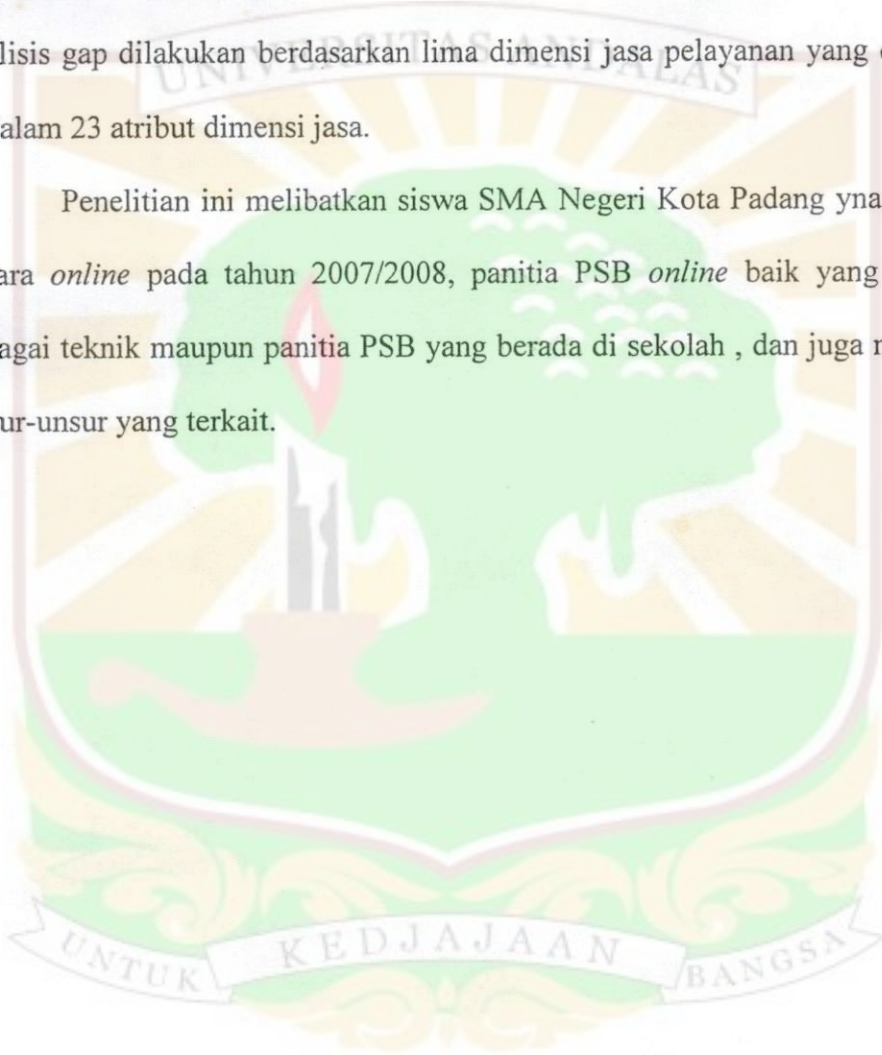 lisis gap dilakukan berdasarkan lima dimensi jasa pelayanan yang
alam 23 atribut dimensi jasa.
Penelitian ini melibatkan siswa SMA Negeri Kota Padang yna
ara online pada tahun 2007/2008, panitia PSB online baik yang
agai teknik maupun panitia PSB yang berada di sekolah , dan juga
ur-unsur yang terkait.
UNIVERSITAS ANDALAS
UNTUK KEDJAJAAN BANGSA